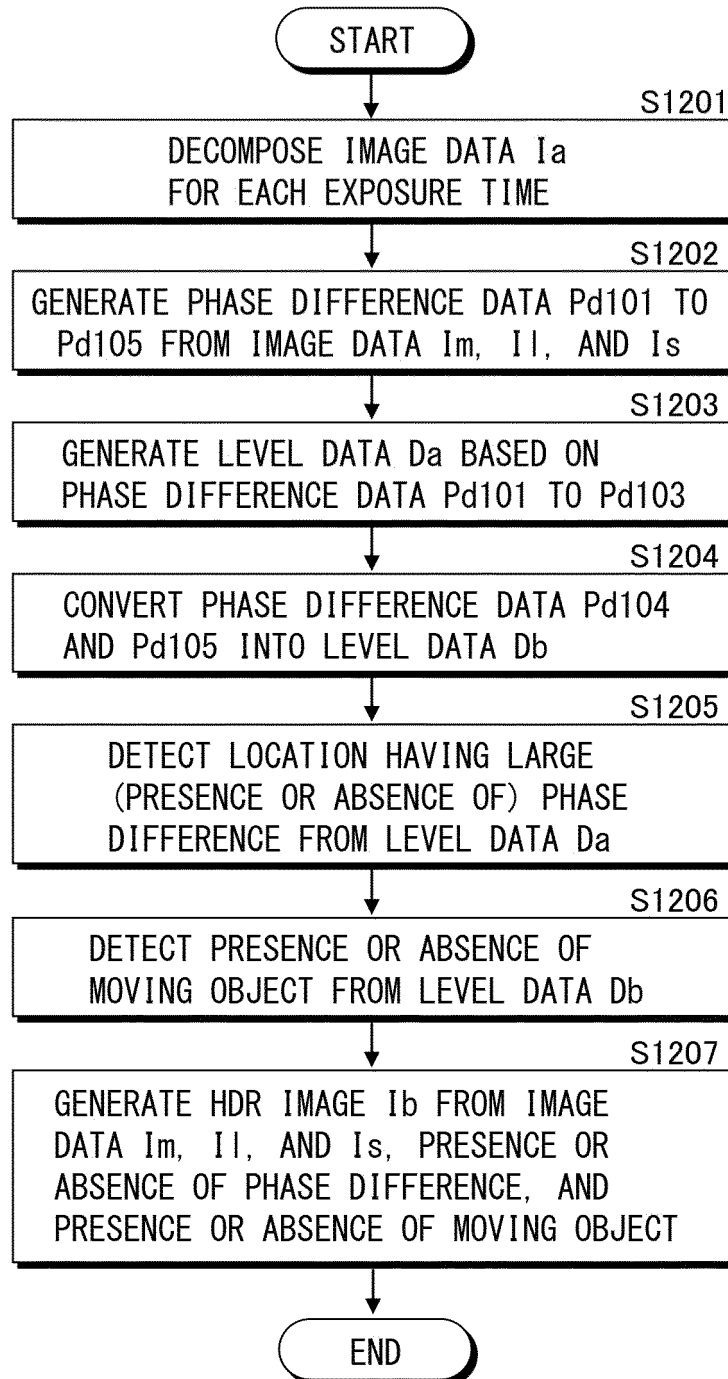 START
S1201
DECOMPOSE IMAGE DATA Ia
FOR EACH EXPOSURE TIME
S1202
GENERATE PHASE DIFFERENCE DATA Pd101 TO
Pd105 FROM IMAGE DATA Im, Il, AND Is
S1203
GENERATE LEVEL DATA Da BASED ON
PHASE DIFFERENCE DATA Pd101 TO Pd103
S1204
CONVERT PHASE DIFFERENCE DATA Pd104
AND Pd105 INTO LEVEL DATA Db
S1205
DETECT LOCATION HAVING LARGE
(PRESENCE OR ABSENCE OF) PHASE
DIFFERENCE FROM LEVEL DATA Da
S1206
DETECT PRESENCE OR ABSENCE OF
MOVING OBJECT FROM LEVEL DATA Db
S1207
GENERATE HDR IMAGE Ib FROM IMAGE
DATA Im, Il, AND Is, PRESENCE OR
ABSENCE OF PHASE DIFFERENCE, AND
PRESENCE OR ABSENCE OF MOVING OBJECT
END